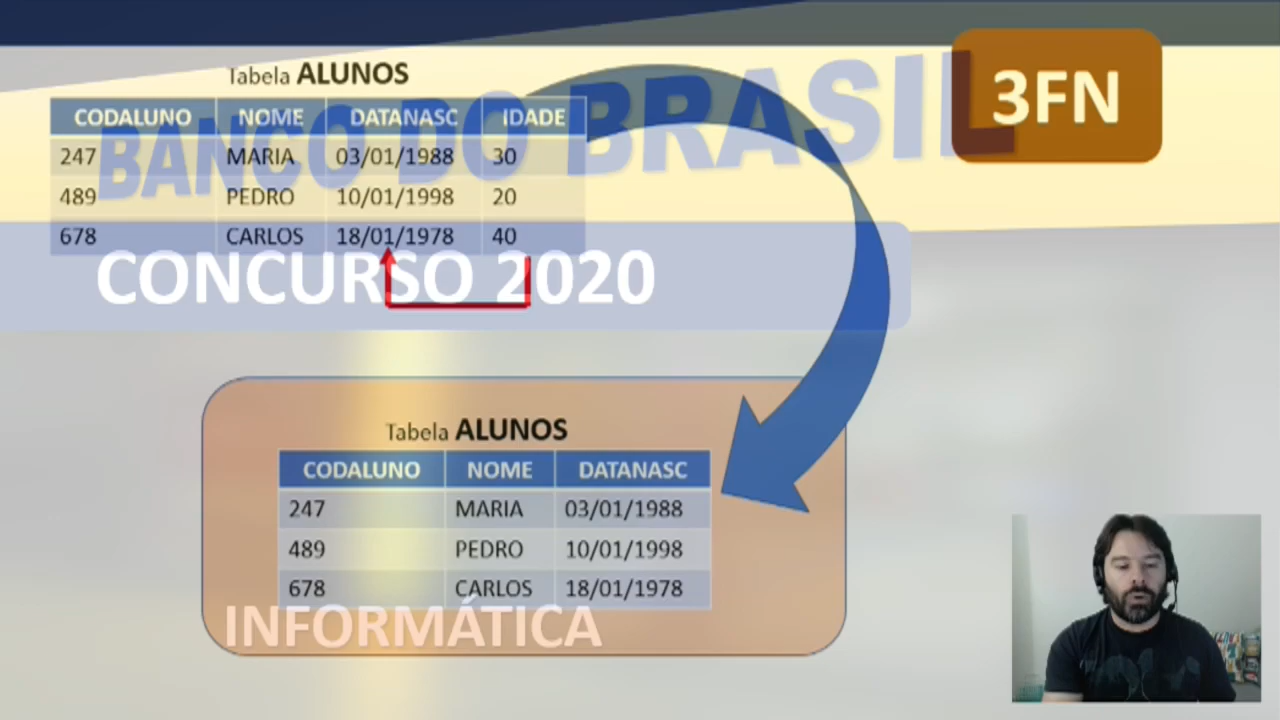 Tabela ALUNOS
3FN
BANCO DO BRASIL
CODALUNO NOME DATANASC IDADE
247 MARIA 03/01/1988 30
489 PEDRO 10/01/1998 20
678 CARLOS 18/01/1978 40
CONCURSO 2020
Tabela ALUNOS
CODALUNO NOME DATANASC
247 MARIA 03/01/1988
489 PEDRO 10/01/1998
678 CARLOS 18/01/1978
INFORMÁTICA